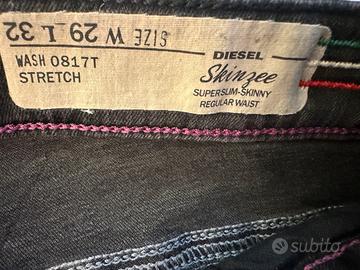 SIZE W 29 L 32
WASH 0817T
STRETCH
DIESEL
Skinzee
SUPERSLIM-SKINNY
REGULAR WAIST
subito